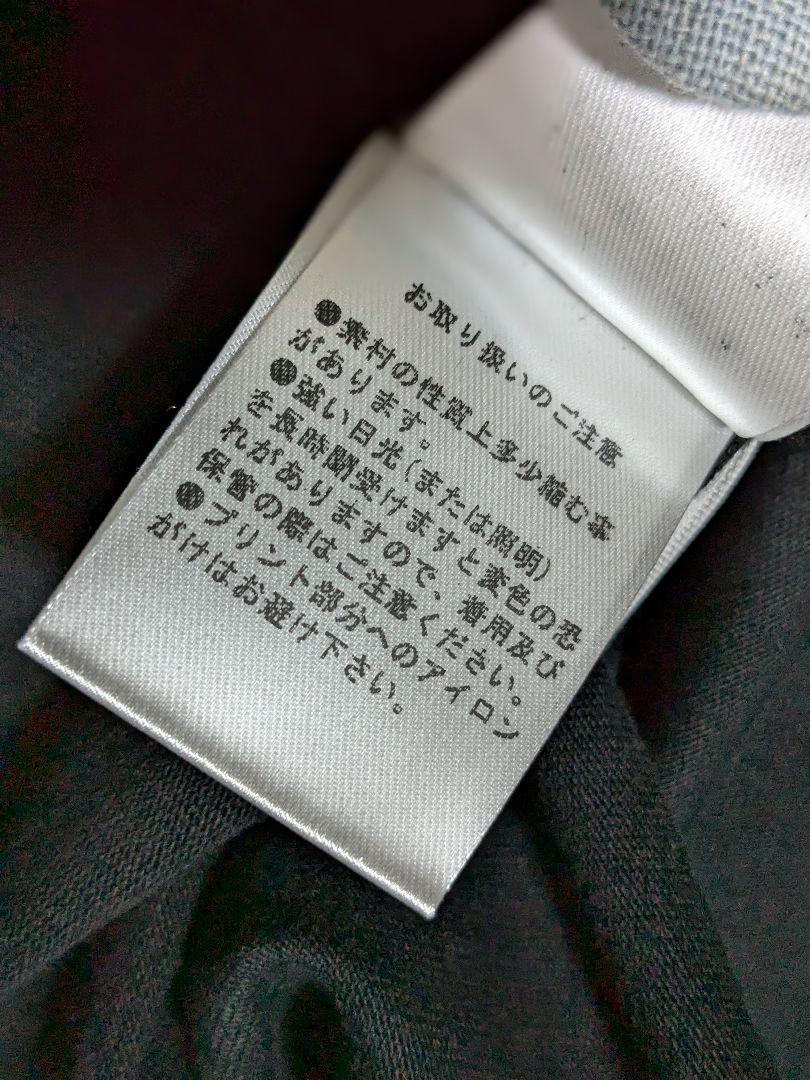 お取り扱いのご注意
●素材の性質上多少縮む事
があります。
●強い日光(または照明)
を長時間受けますと変色の恐
れがありますので、着用及び
保管の際はご注意ください。
●プリント部分へのアイロン
がけはお避け下さい。